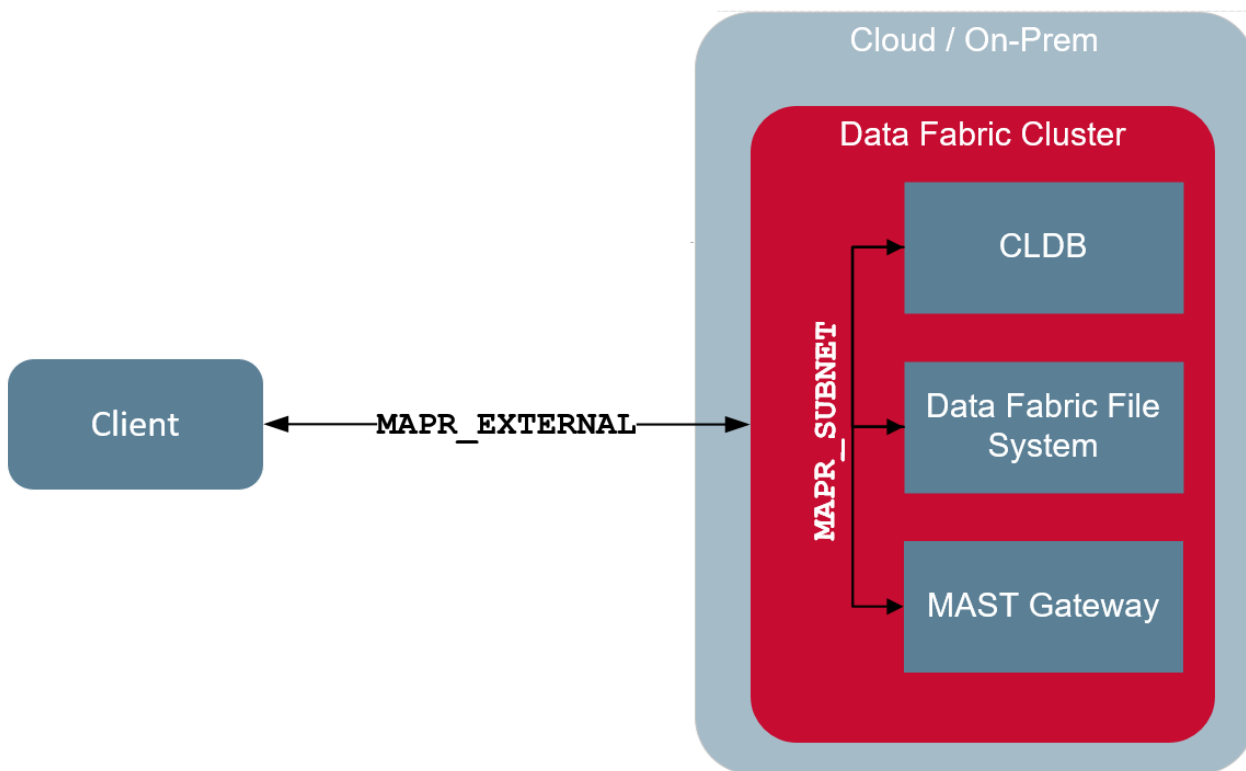 Cloud / On-Prem
Data Fabric Cluster
CLDB
MAPR_SUBNET
Client
MAPR_EXTERNAL
Data Fabric File
System
MAST Gateway